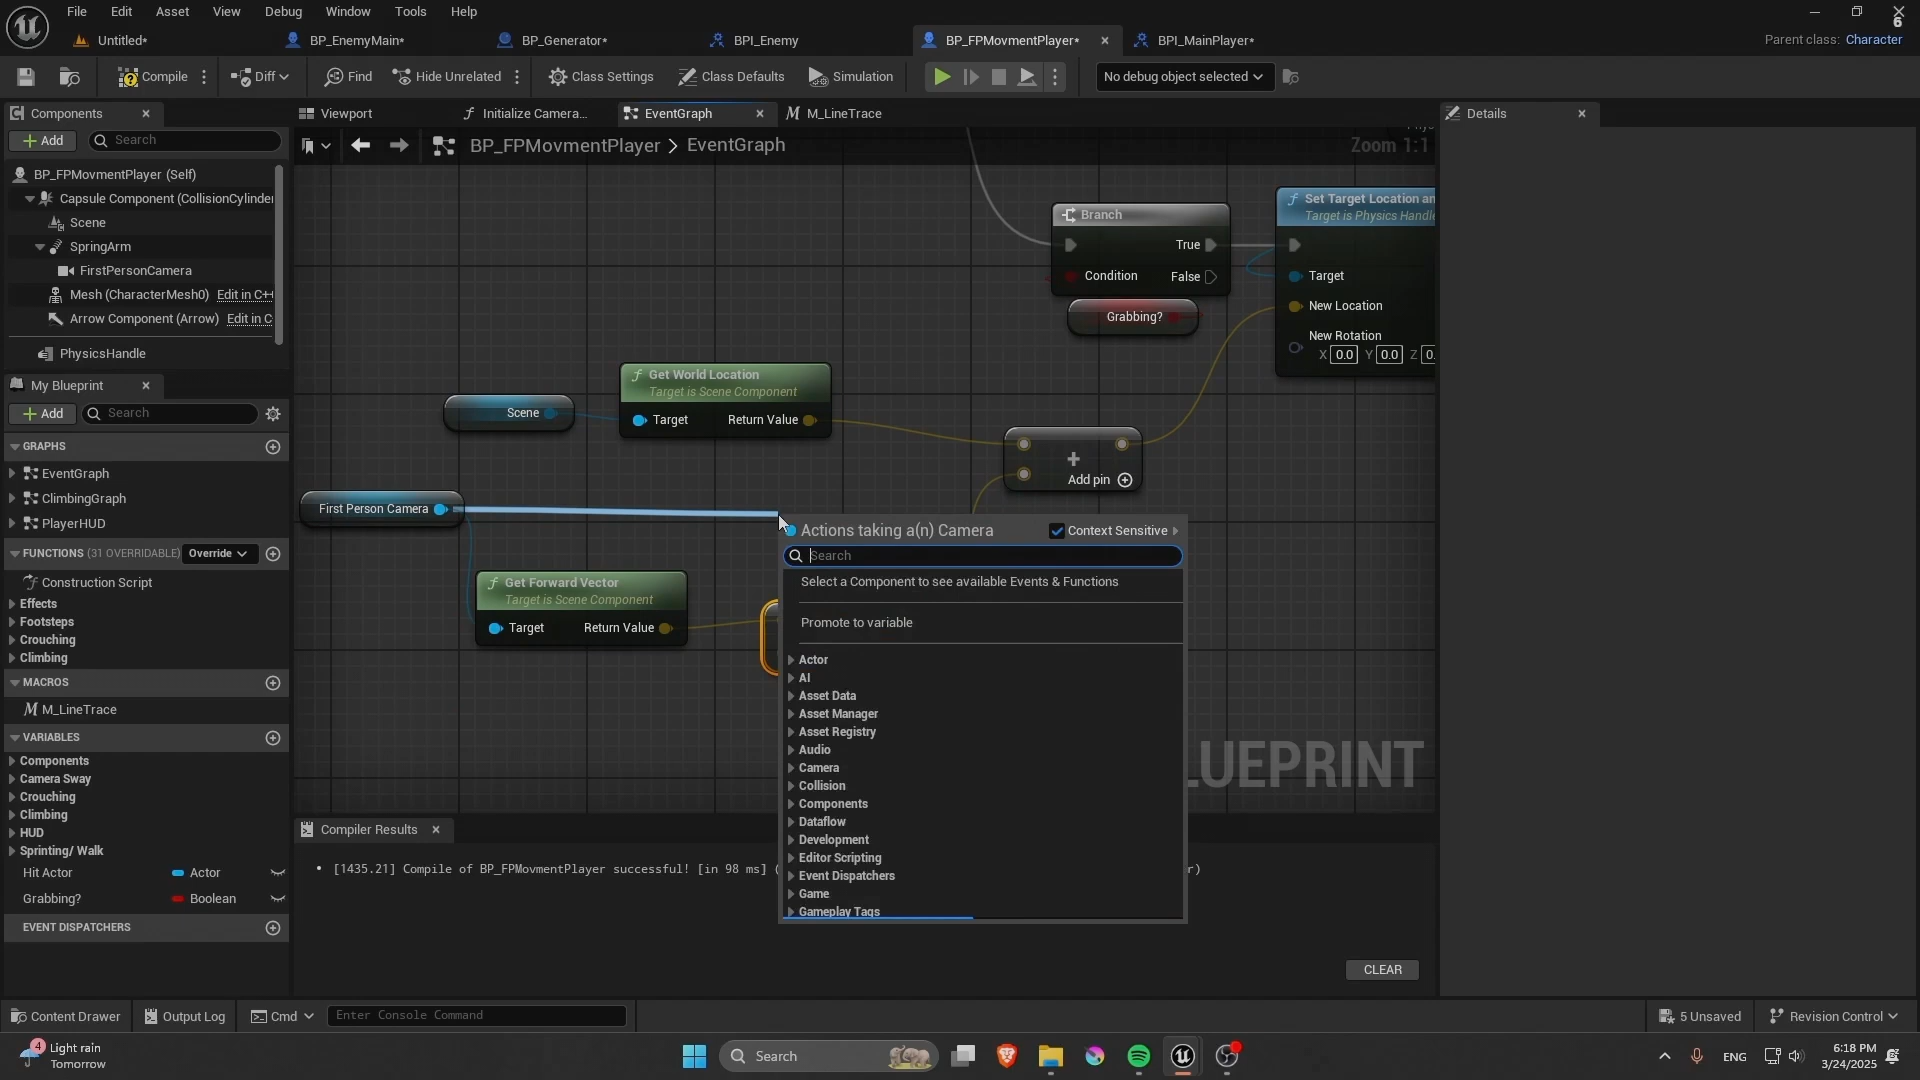 File Edit Asset View Debug Window Tools Help
6
Untitled* BP_EnemyMain* BP_Generator* BPI_Enemy BP_FPMovmentPlayer* BPI_MainPlayer* Parent class: Character
Compile Diff Find Hide Unrelated Class Settings Class Defaults Simulation No debug object selected
Components Viewport Initialize Camera... EventGraph M_LineTrace Details
Add Search BP_FPMovmentPlayer > EventGraph Zoom 1:1
BP_FPMovmentPlayer (Self)
Capsule Component (CollisionCylinder
Scene
SpringArm
FirstPersonCamera
Mesh (CharacterMesh0) Edit in C++
Arrow Component (Arrow) Edit in C
PhysicsHandle
My Blueprint
Add Search
GRAPHS
EventGraph
ClimbingGraph
PlayerHUD
FUNCTIONS (31 OVERRIDABLE) Override
Construction Script
Effects
Footsteps
Crouching
Climbing
MACROS
M_LineTrace
VARIABLES
Components
Camera Sway
Crouching
Climbing
HUD
Sprinting/ Walk
Hit Actor Actor
Grabbing? Boolean
EVENT DISPATCHERS
Branch
True
Condition False
Grabbing?
Set Target Location an
Target is Physics Handle
Target
New Location
New Rotation
X 0.0 Y 0.0 Z 0.
Get World Location
Target is Scene Component
Scene Target Return Value
Add pin
First Person Camera
Get Forward Vector
Target is Scene Component
Target Return Value
Actions taking a(n) Camera Context Sensitive
Search
Select a Component to see available Events & Functions
Promote to variable
Actor
AI
Asset Data
Asset Manager
Asset Registry
Audio
Camera
Collision
Components
Dataflow
Development
Editor Scripting
Event Dispatchers
Game
Gameplay Tags
LUEPRINT
Compiler Results
[1435.21] Compile of BP_FPMovmentPlayer successful! [in 98 ms] ( r)
CLEAR
Content Drawer Output Log Cmd Enter Console Command 5 Unsaved Revision Control
4 Light rain
Tomorrow
Search
ENG
6:18 PM
3/24/2025